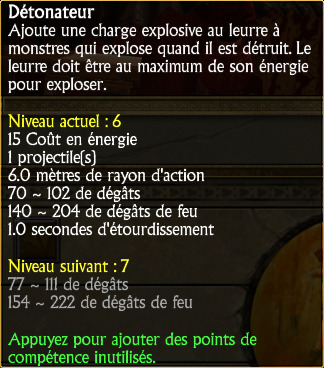 Détonateur
Ajoute une charge explosive au leurre à
monstres qui explose quand il est détruit. Le
leurre doit être au maximum de son énergie
pour exploser.
Niveau actuel : 6
15 Coût en énergie
1 projectile(s)
6.0 mètres de rayon d'action
70 ~ 102 de dégâts
140 ~ 204 de dégâts de feu
1.0 secondes d'étourdissement
Niveau suivant : 7
77 ~ 111 de dégâts
154 ~ 222 de dégâts de feu
Appuyez pour ajouter des points de
compétence inutilisés.